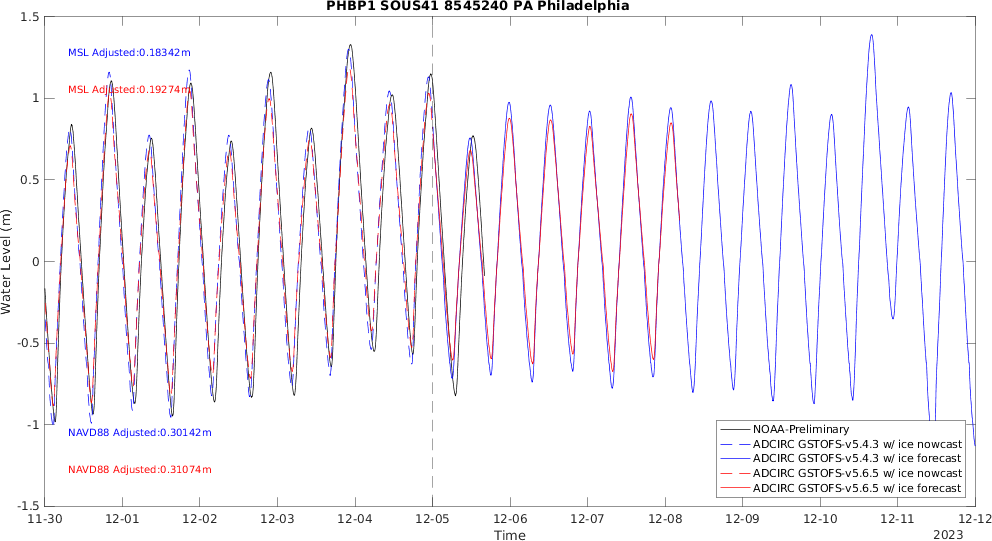 PHBP1 SOUS41 8545240 PA Philadelphia
1.5
1
0.5
0
-0.5
-1
-1.5
Water Level (m)
MSL Adjusted:0.18342m
MSL Adjusted:0.19274m
NAVD88 Adjusted:0.30142m
NAVD88 Adjusted:0.31074m
NOAA-Preliminary
ADCIRC GSTOFS-v5.4.3 w/ ice nowcast
ADCIRC GSTOFS-v5.4.3 w/ ice forecast
ADCIRC GSTOFS-v5.6.5 w/ ice nowcast
ADCIRC GSTOFS-v5.6.5 w/ ice forecast
11-30 12-01 12-02 12-03 12-04 12-05 12-06 12-07 12-08 12-09 12-10 12-11 12-12
Time
2023